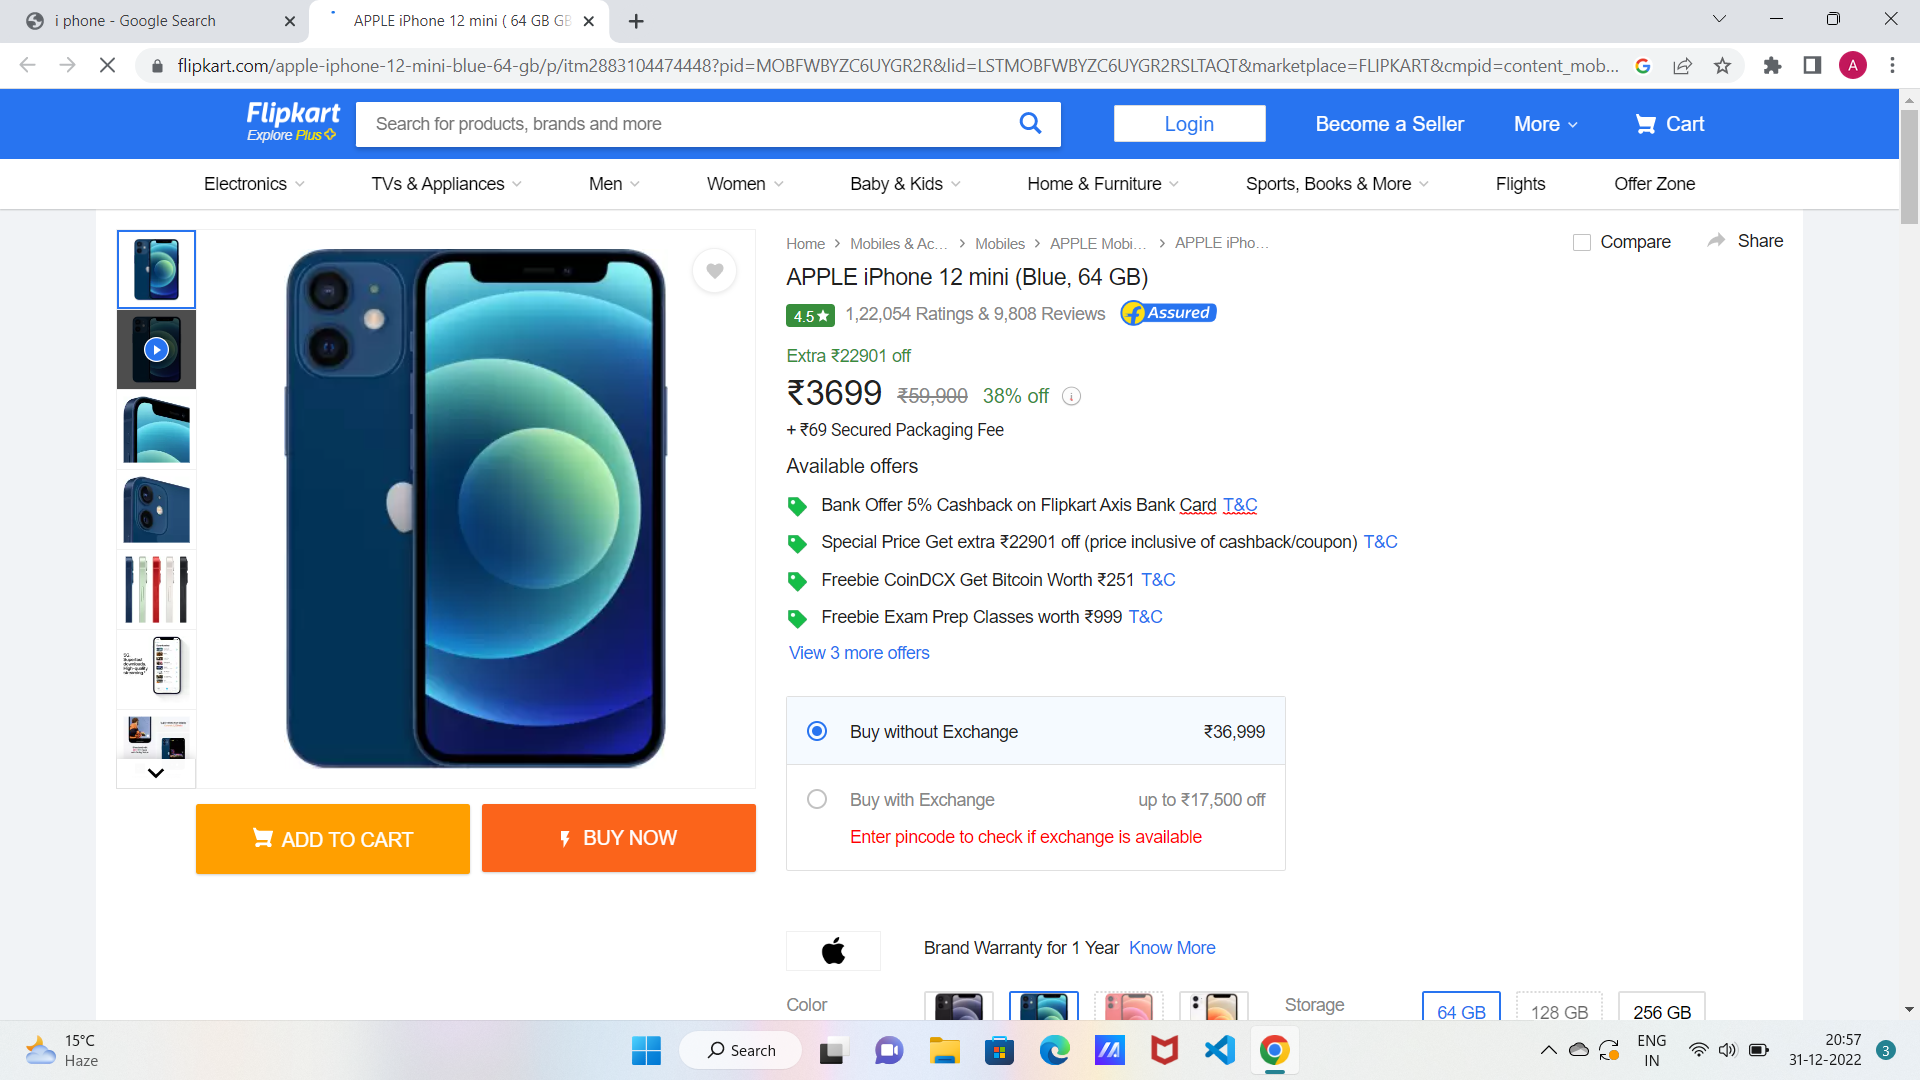 i phone - Google Search
APPLE iPhone 12 mini ( 64 GB GB
flipkart.com/apple-iphone-12-mini-blue-64-gb/p/itm2883104474448?pid=MOBFWBYZC6UYGR2R&lid=LSTMOBFWBYZC6UYGR2RSLTAQT&marketplace=FLIPKART&cmpid=content_mob...
A
Flipkart
Explore Plus
Search for products, brands and more
Login
Become a Seller
More
Cart
Electronics
TVs & Appliances
Men
Women
Baby & Kids
Home & Furniture
Sports, Books & More
Flights
Offer Zone
Home > Mobiles & Ac... > Mobiles > APPLE Mobi... > APPLE iPho...
Compare
Share
APPLE iPhone 12 mini (Blue, 64 GB)
4.5★ 1,22,054 Ratings & 9,808 Reviews Assured
Extra ₹22901 off
₹3699 ₹59,900 38% off
+ ₹69 Secured Packaging Fee
Available offers
Bank Offer 5% Cashback on Flipkart Axis Bank Card T&C
Special Price Get extra ₹22901 off (price inclusive of cashback/coupon) T&C
Freebie CoinDCX Get Bitcoin Worth ₹251 T&C
Freebie Exam Prep Classes worth ₹999 T&C
View 3 more offers
Buy without Exchange ₹36,999
Buy with Exchange up to ₹17,500 off
Enter pincode to check if exchange is available
ADD TO CART
BUY NOW
Brand Warranty for 1 Year Know More
Color
Storage
64 GB
128 GB
256 GB
15°C
Haze
Search
ENG
IN
20:57
31-12-2022
3